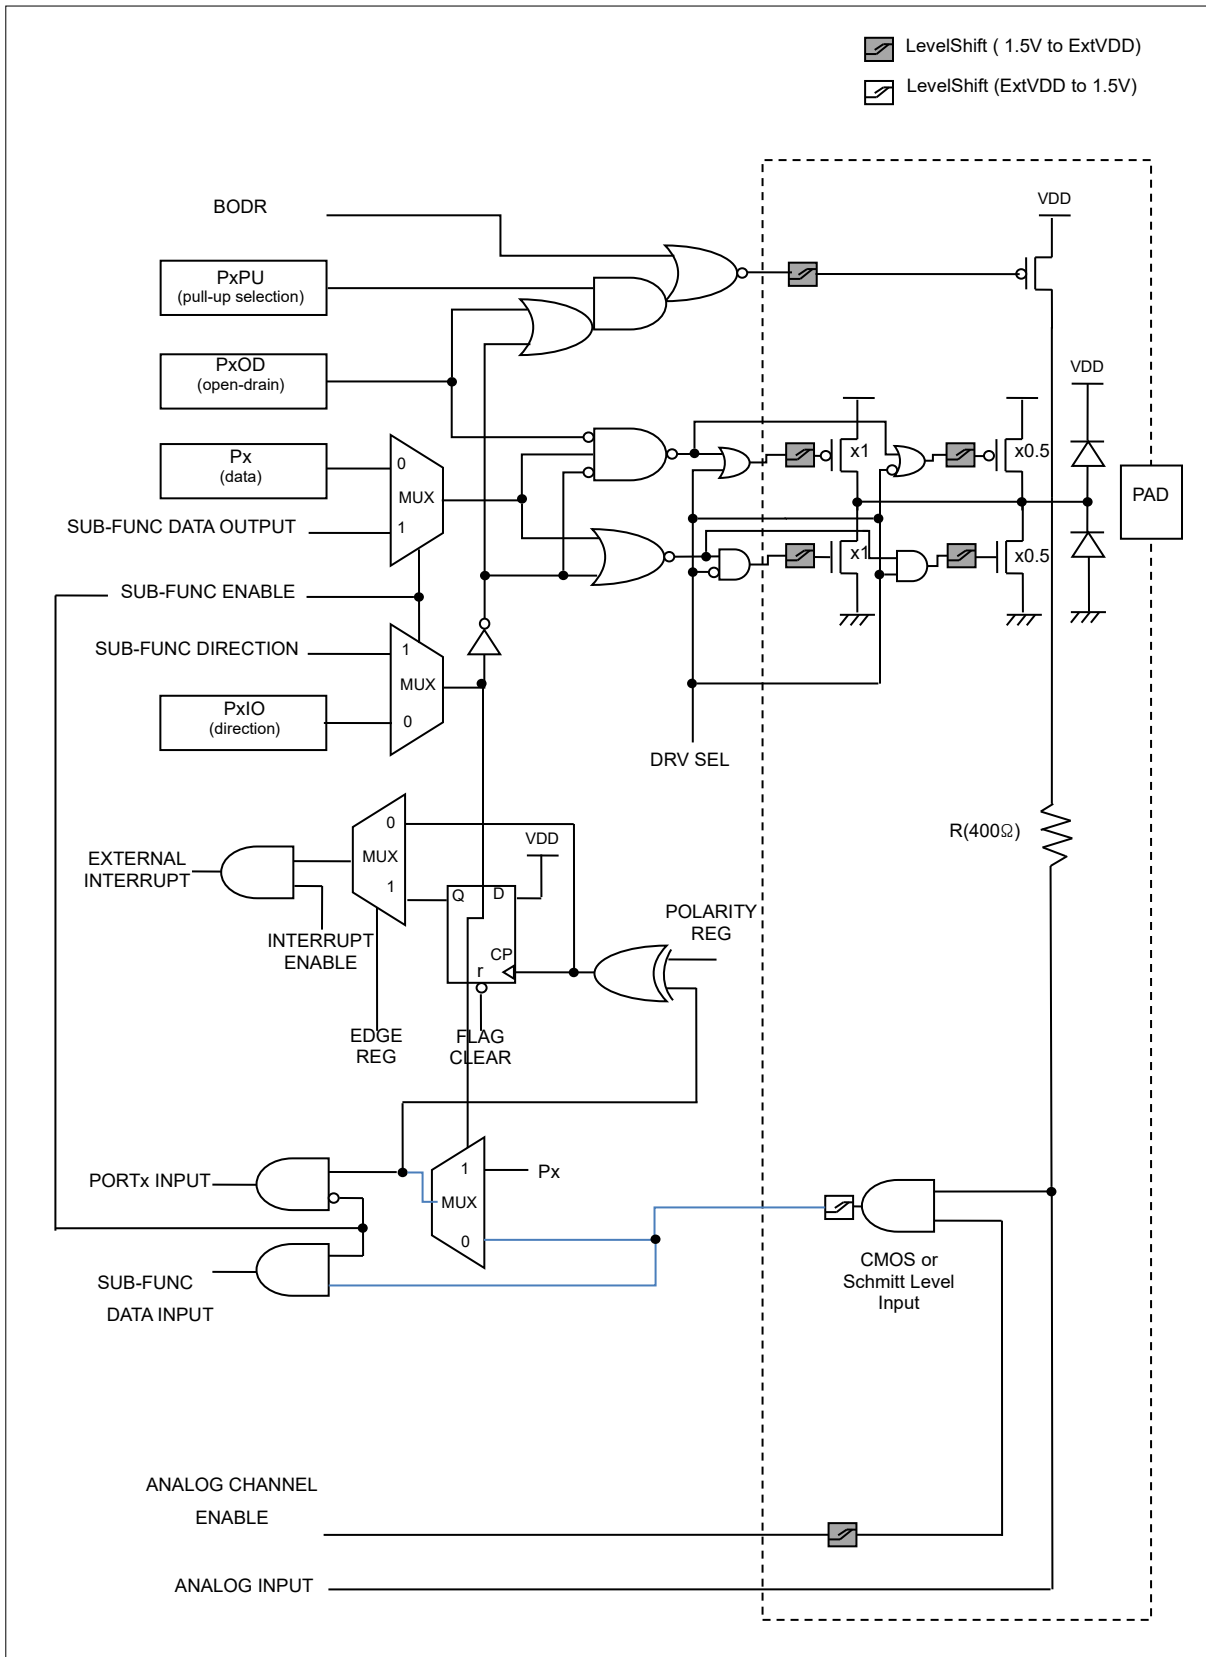 LevelShift ( 1.5V to ExtVDD)
LevelShift (ExtVDD to 1.5V)
VDD
BODR
PxPU
(pull-up selection)
PxOD
(open-drain)
VDD
Px
(data)
0
MUX
1
x1
x0.5
PAD
SUB-FUNC DATA OUTPUT
x1
x0.5
SUB-FUNC ENABLE
SUB-FUNC DIRECTION
1
MUX
0
PxIO
(direction)
DRV SEL
R(400Ω)
0
MUX
1
VDD
EXTERNAL
INTERRUPT
Q
D
CP
r
POLARITY
REG
INTERRUPT
ENABLE
EDGE
REG
FLAG
CLEAR
PORTx INPUT
1
MUX
0
Px
CMOS or
Schmitt Level
Input
SUB-FUNC
DATA INPUT
ANALOG CHANNEL
ENABLE
ANALOG INPUT